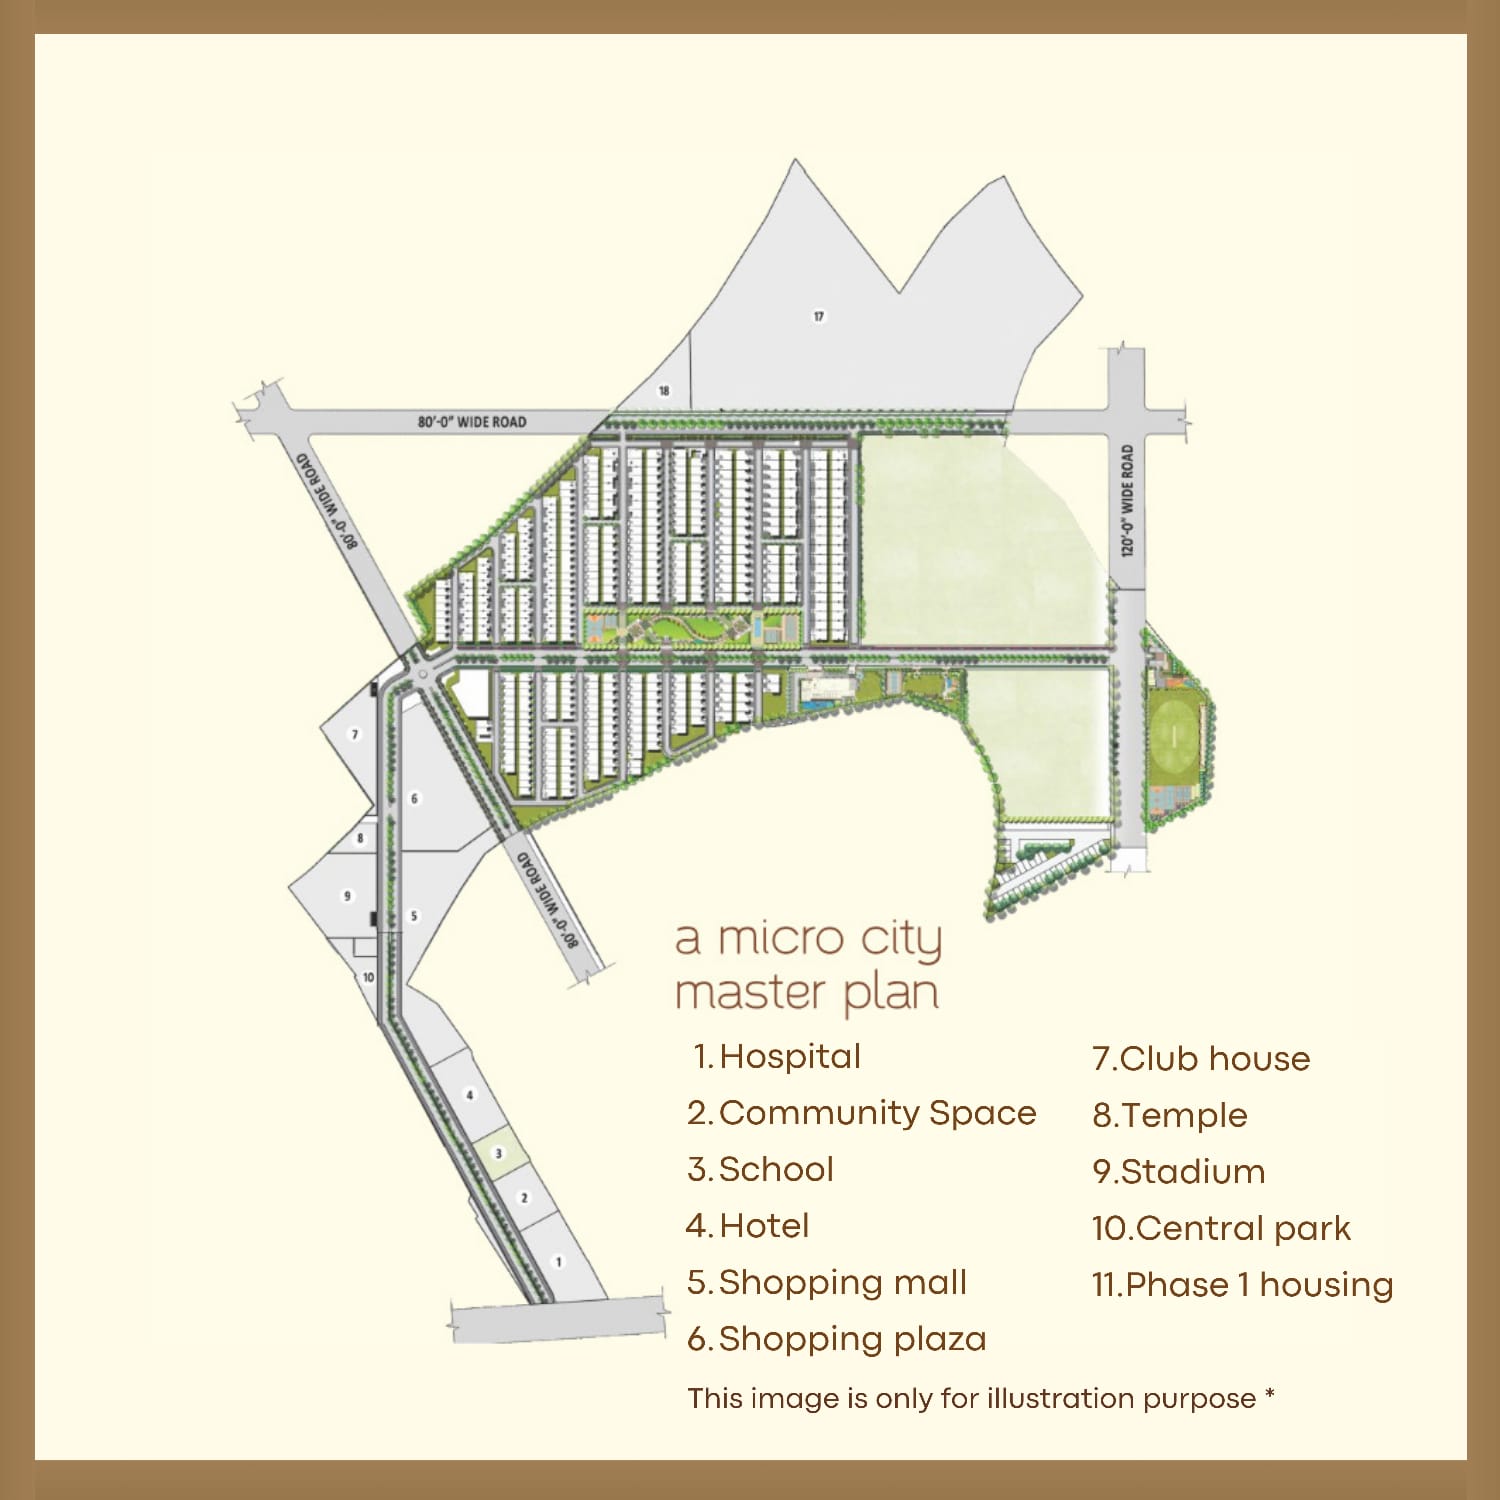 17
18
80'-0" WIDE ROAD
80'-0" WIDE ROAD
120'-0" WIDE ROAD
7
6
8
9
5
80'-0" WIDE ROAD
10
4
3
2
1
a micro city
master plan
1. Hospital
2. Community Space
3. School
4. Hotel
5. Shopping mall
6. Shopping plaza
7.Club house
8.Temple
9.Stadium
10.Central park
11.Phase 1 housing
This image is only for illustration purpose *